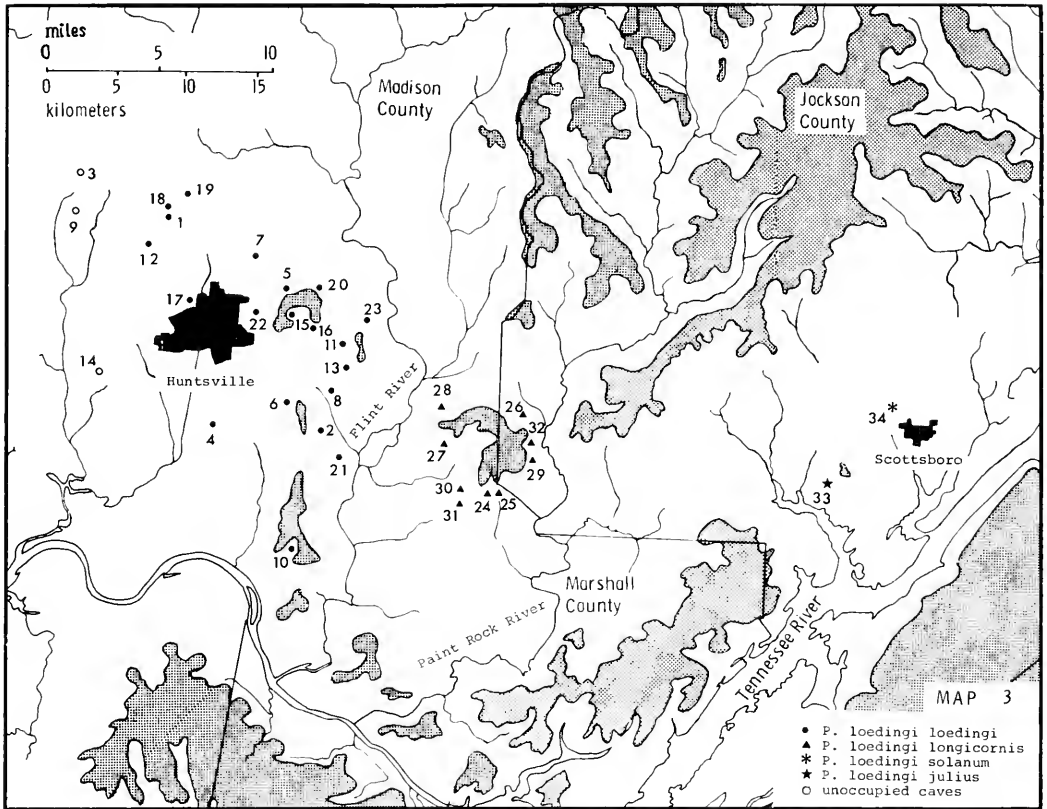 miles
0 5 10
0 5 10 15
kilometers
Madison
County
Jackson
County
3
9
18
19
1
12
7
17
5
20
22
15
16
23
11
13
14
Huntsville
6
8
2
4
21
Flint River
28
26
27
32
29
30
31
24
25
34
Scottsboro
33
10
Marshall
County
Paint Rock River
Tennessee River
MAP 3
● P. loedingi loedingi
▲ P. loedingi longicornis
* P. loedingi solanum
★ P. loedingi julius
○ unoccupied caves